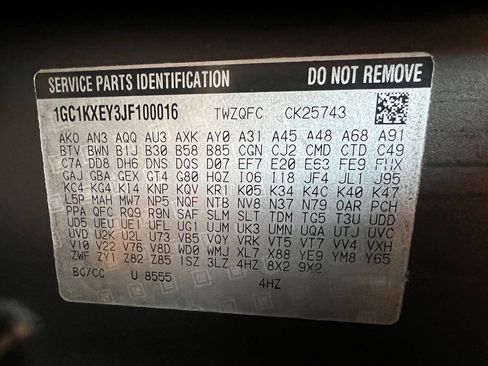 SERVICE PARTS IDENTIFICATION DO NOT REMOVE
1GC1KXEY3JF100016 TWZQFC CK25743
AKO AN3 AQQ AU3 AXK AY0 A31 A45 A48 A68 A91
BTV BWN B1J B30 B58 B85 CGN CJ2 CMD CTD C49
C7A DD8 DH6 DNS DQS D07 EF7 E20 E63 FE9 FHX
GAJ GBA GEX GT4 G80 HQZ IO6 I18 JF4 JL1 J95
KC4 KG4 K14 KNP KQV KR1 K05 K34 K4C K40 K47
L5P MAH MW7 NP5 NQF NTB NV8 N37 N79 OAR PCH
PPA QFC RQ9 R9N SAF SLM SLT TDM TG5 T3U UDD
UD5 UEU UE1 UFL UG1 UJM UMN UQA UTJ UVC
UVD U2K U2L U73 VB5 VQY VRK VT5 VT7 VV4 VXH
V10 V22 V76 V8D WD0 WMJ XL7 X88 YE9 YM8 Y65
ZWF ZY1 Z82 Z85 1SZ 3LZ 4HZ 8X2 9X2
BC/CC U 8555 4HZ